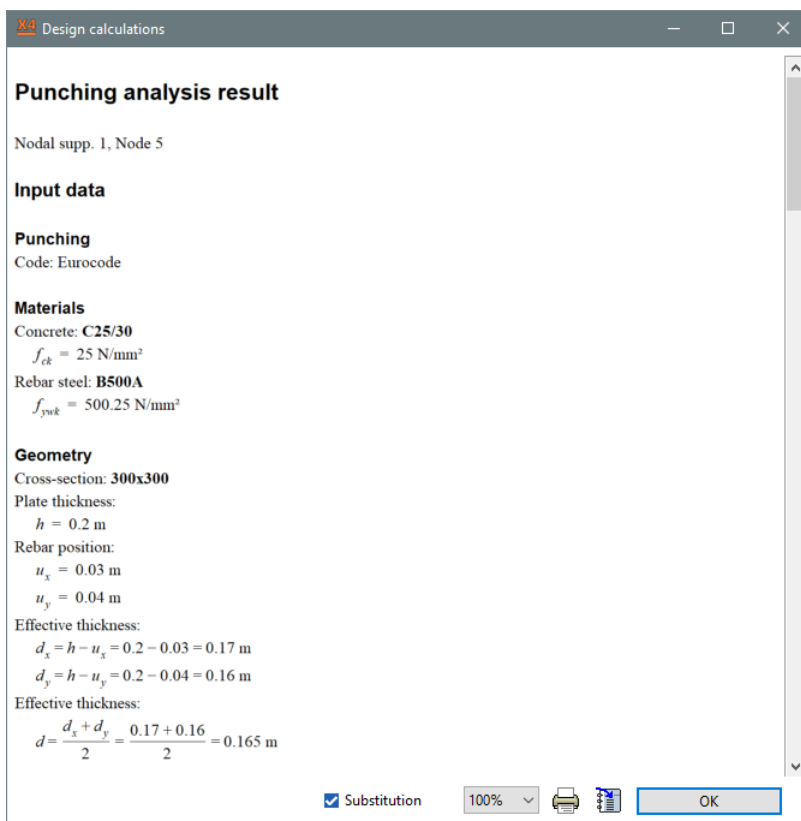 X4 Design calculations
Punching analysis result
Nodal supp. 1, Node 5
Input data
Punching
Code: Eurocode
Materials
Concrete: C25/30
f_ck = 25 N/mm²
Rebar steel: B500A
f_ywk = 500.25 N/mm²
Geometry
Cross-section: 300x300
Plate thickness:
h = 0.2 m
Rebar position:
u_x = 0.03 m
u_y = 0.04 m
Effective thickness:
d_x = h − u_x = 0.2 − 0.03 = 0.17 m
d_y = h − u_y = 0.2 − 0.04 = 0.16 m
Effective thickness:
d = (d_x + d_y)/2 = (0.17 + 0.16)/2 = 0.165 m
Substitution 100% OK